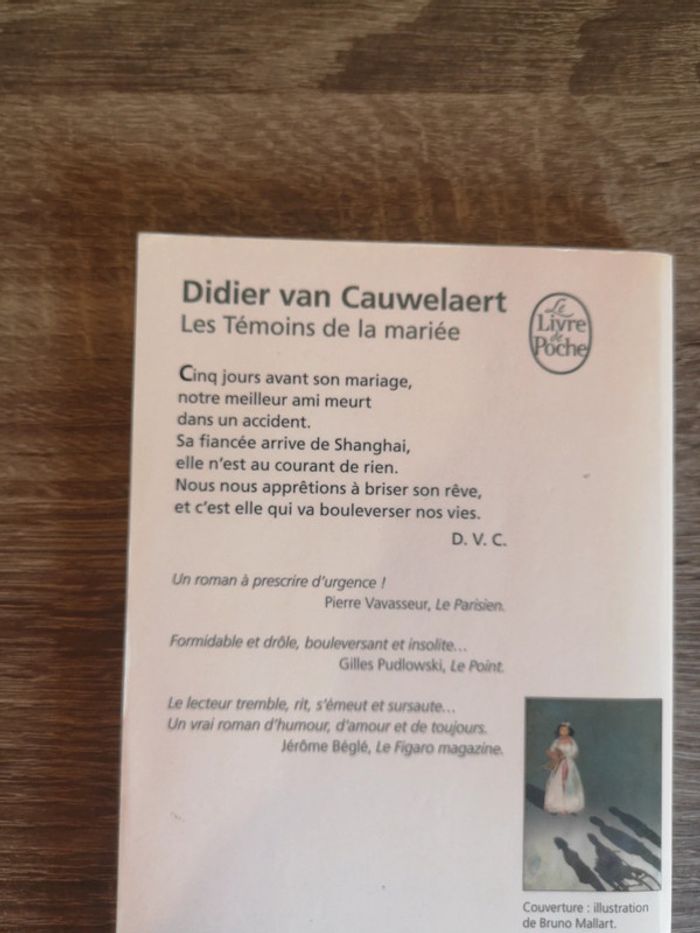 Didier van Cauwelaert
Les Témoins de la mariée
Le
Livre
de
Poche
Cinq jours avant son mariage,
notre meilleur ami meurt
dans un accident.
Sa fiancée arrive de Shanghai,
elle n'est au courant de rien.
Nous nous apprêtions à briser son rêve,
et c'est elle qui va bouleverser nos vies.
D. V. C.
Un roman à prescrire d'urgence !
Pierre Vavasseur, Le Parisien.
Formidable et drôle, bouleversant et insolite...
Gilles Pudlowski, Le Point.
Le lecteur tremble, rit, s'émeut et sursaute...
Un vrai roman d'humour, d'amour et de toujours.
Jérôme Béglé, Le Figaro magazine.
Couverture : illustration
de Bruno Mallart.